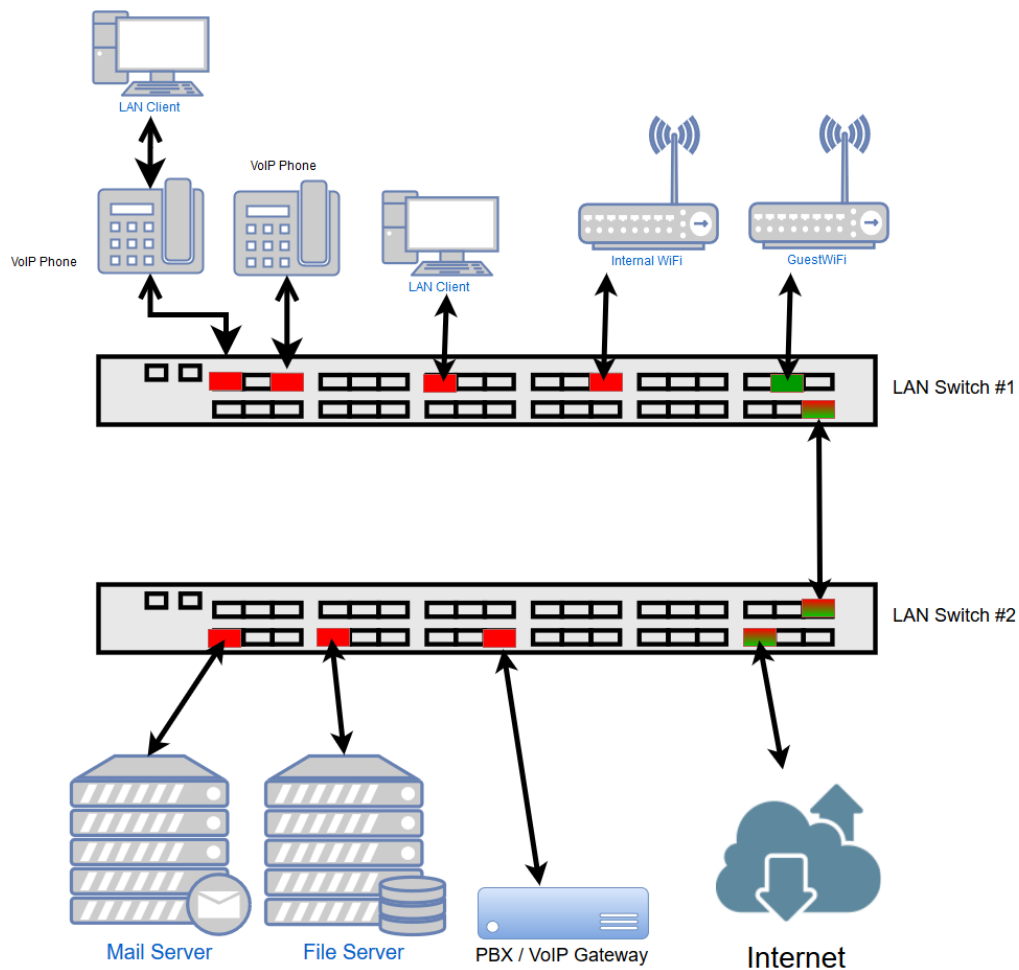 LAN Client
VoIP Phone
VoIP Phone
LAN Client
Internal WiFi
GuestWiFi
LAN Switch #1
LAN Switch #2
Mail Server
File Server
PBX / VoIP Gateway
Internet